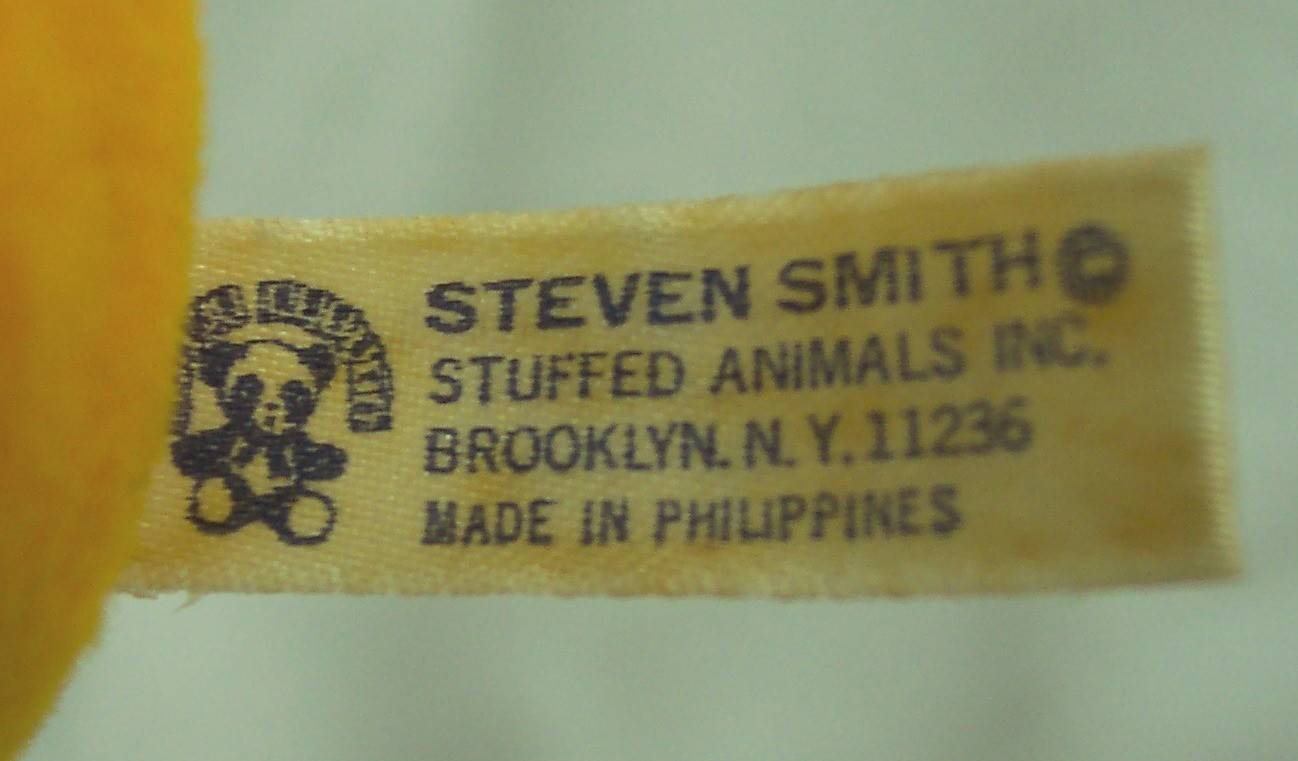 STEVEN SMITH ©
STUFFED ANIMALS INC.
BROOKLYN. N.Y. 11236
MADE IN PHILIPPINES